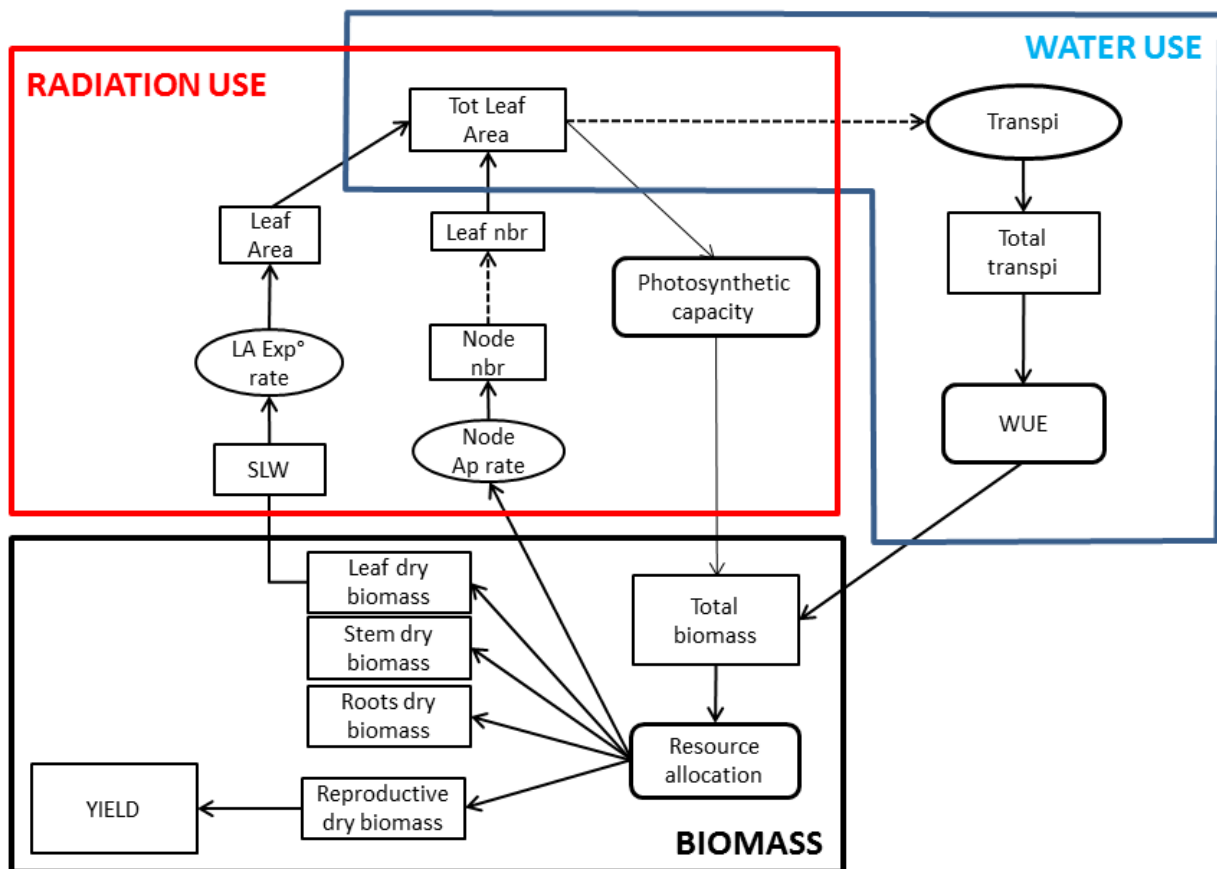 WATER USE
RADIATION USE
Tot Leaf
Area
Transpi
Leaf
Area
Leaf nbr
Total
transpi
Photosynthetic
capacity
LA Exp°
rate
Node
nbr
WUE
SLW
Node
Ap rate
Leaf dry
biomass
Total
biomass
Stem dry
biomass
Roots dry
biomass
Resource
allocation
YIELD
Reproductive
dry biomass
BIOMASS